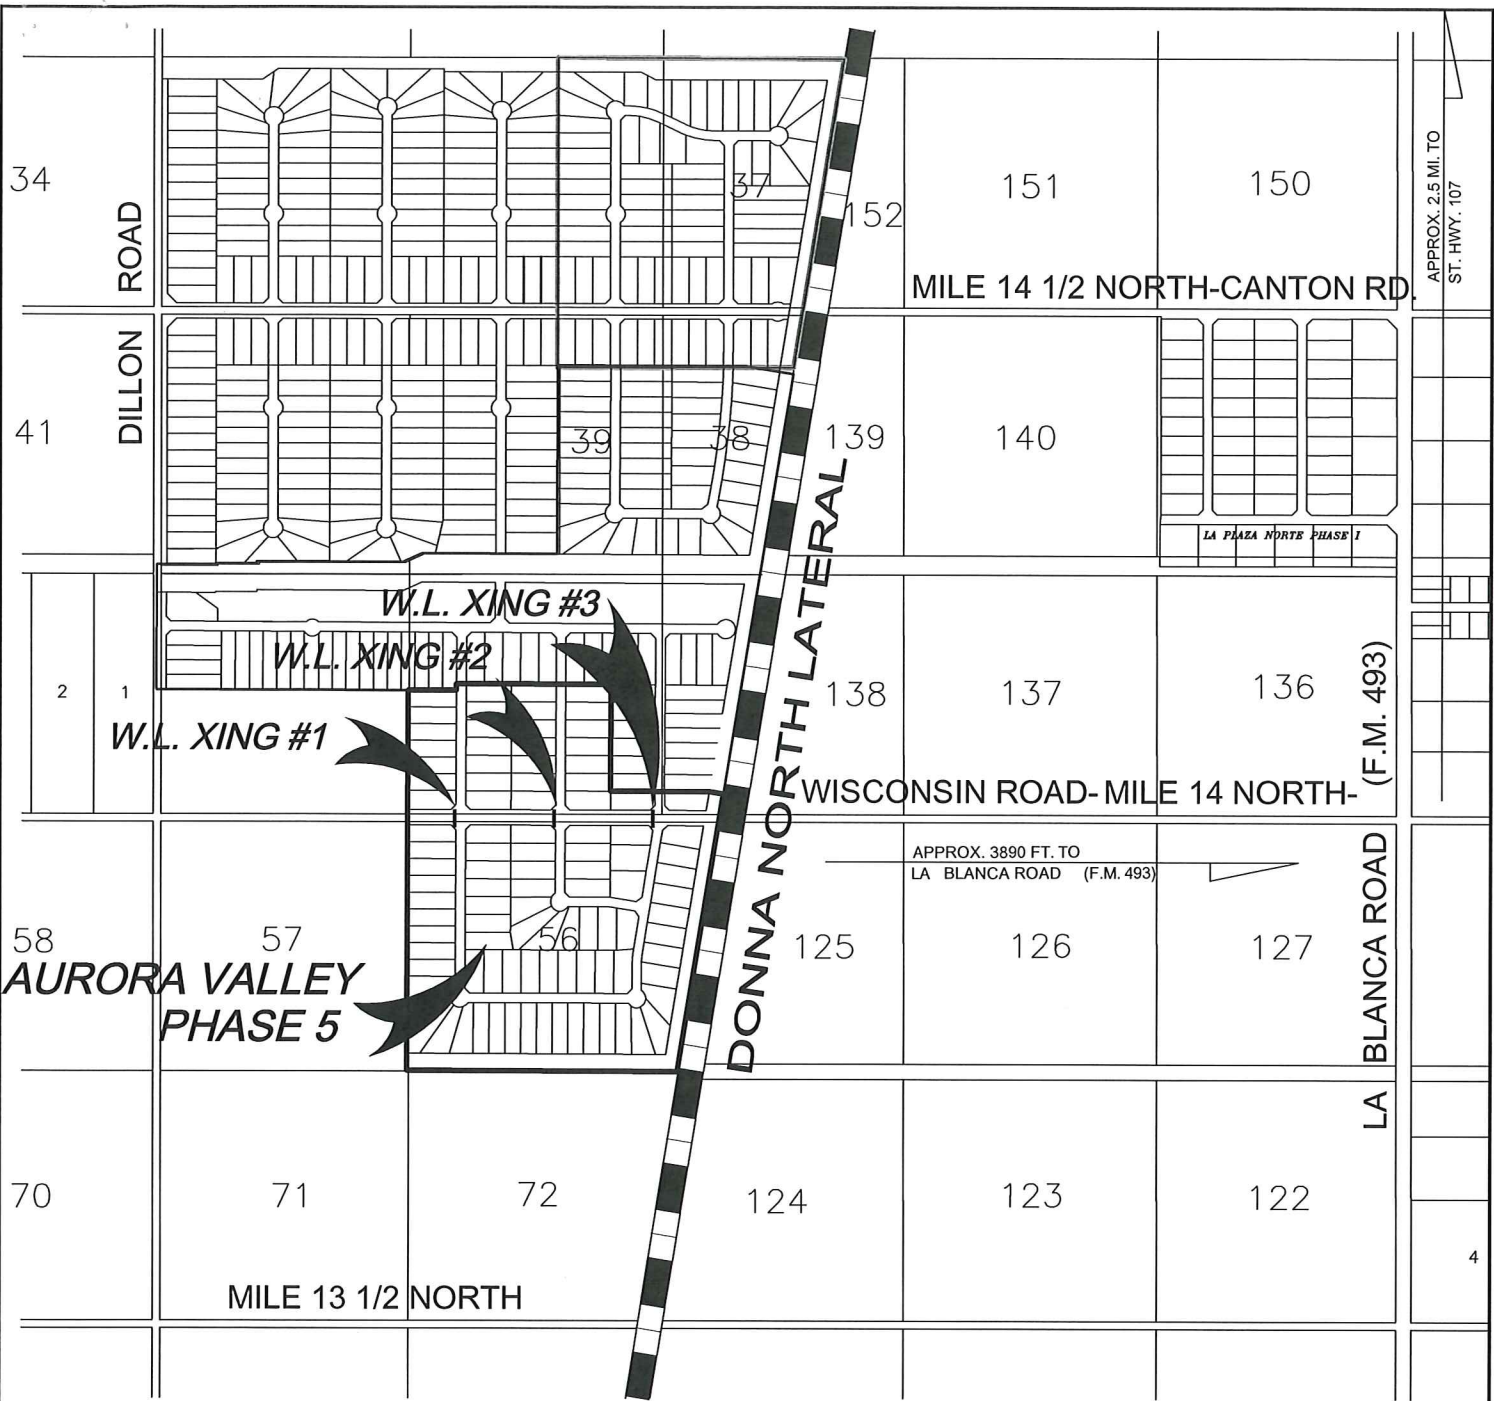 34
ROAD
DILLON
37
152
151
150
APPROX. 2.5 MI. TO
ST. HWY. 107
MILE 14 1/2 NORTH-CANTON RD.
41
39
38
139
140
LA PLAZA NORTE PHASE I
W.L. XING #3
W.L. XING #2
W.L. XING #1
2
1
138
137
136
(F.M. 493)
DONNA NORTH LATERAL
WISCONSIN ROAD- MILE 14 NORTH-
APPROX. 3890 FT. TO
LA BLANCA ROAD (F.M. 493)
58
57
56
125
126
127
LA BLANCA ROAD
AURORA VALLEY
PHASE 5
70
71
72
124
123
122
4
MILE 13 1/2 NORTH